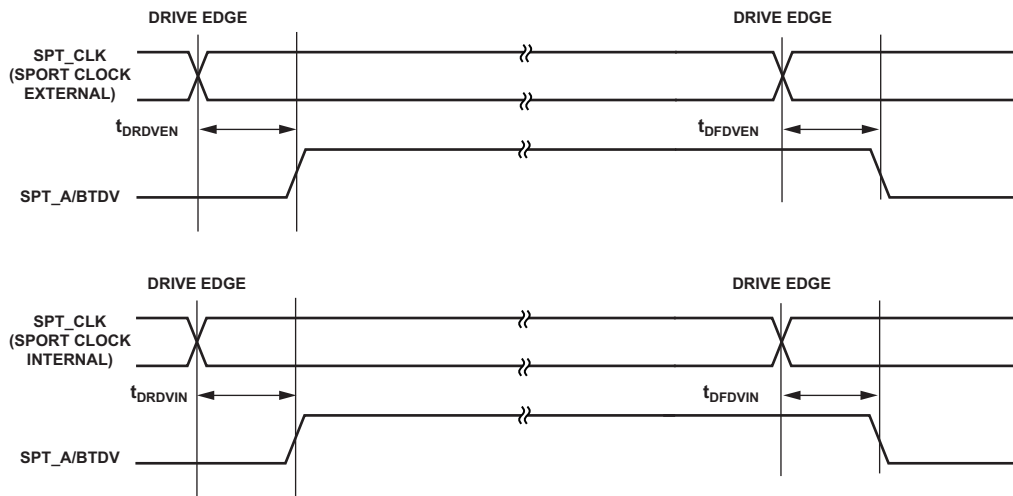 DRIVE EDGE DRIVE EDGE
SPT_CLK
(SPORT CLOCK
EXTERNAL)
tDRDVEN tDFDVEN
SPT_A/BTDV
DRIVE EDGE DRIVE EDGE
SPT_CLK
(SPORT CLOCK
INTERNAL)
tDRDVIN tDFDVIN
SPT_A/BTDV